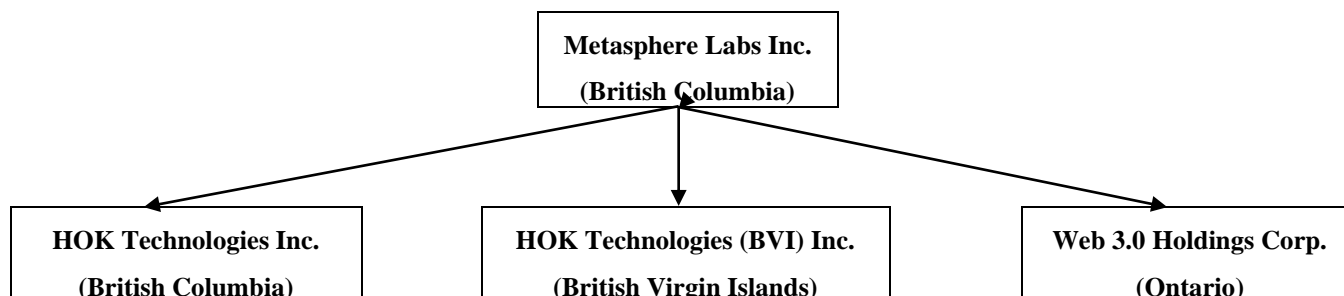 Metasphere Labs Inc.
(British Columbia)
HOK Technologies Inc.
(British Columbia)
HOK Technologies (BVI) Inc.
(British Virgin Islands)
Web 3.0 Holdings Corp.
(Ontario)